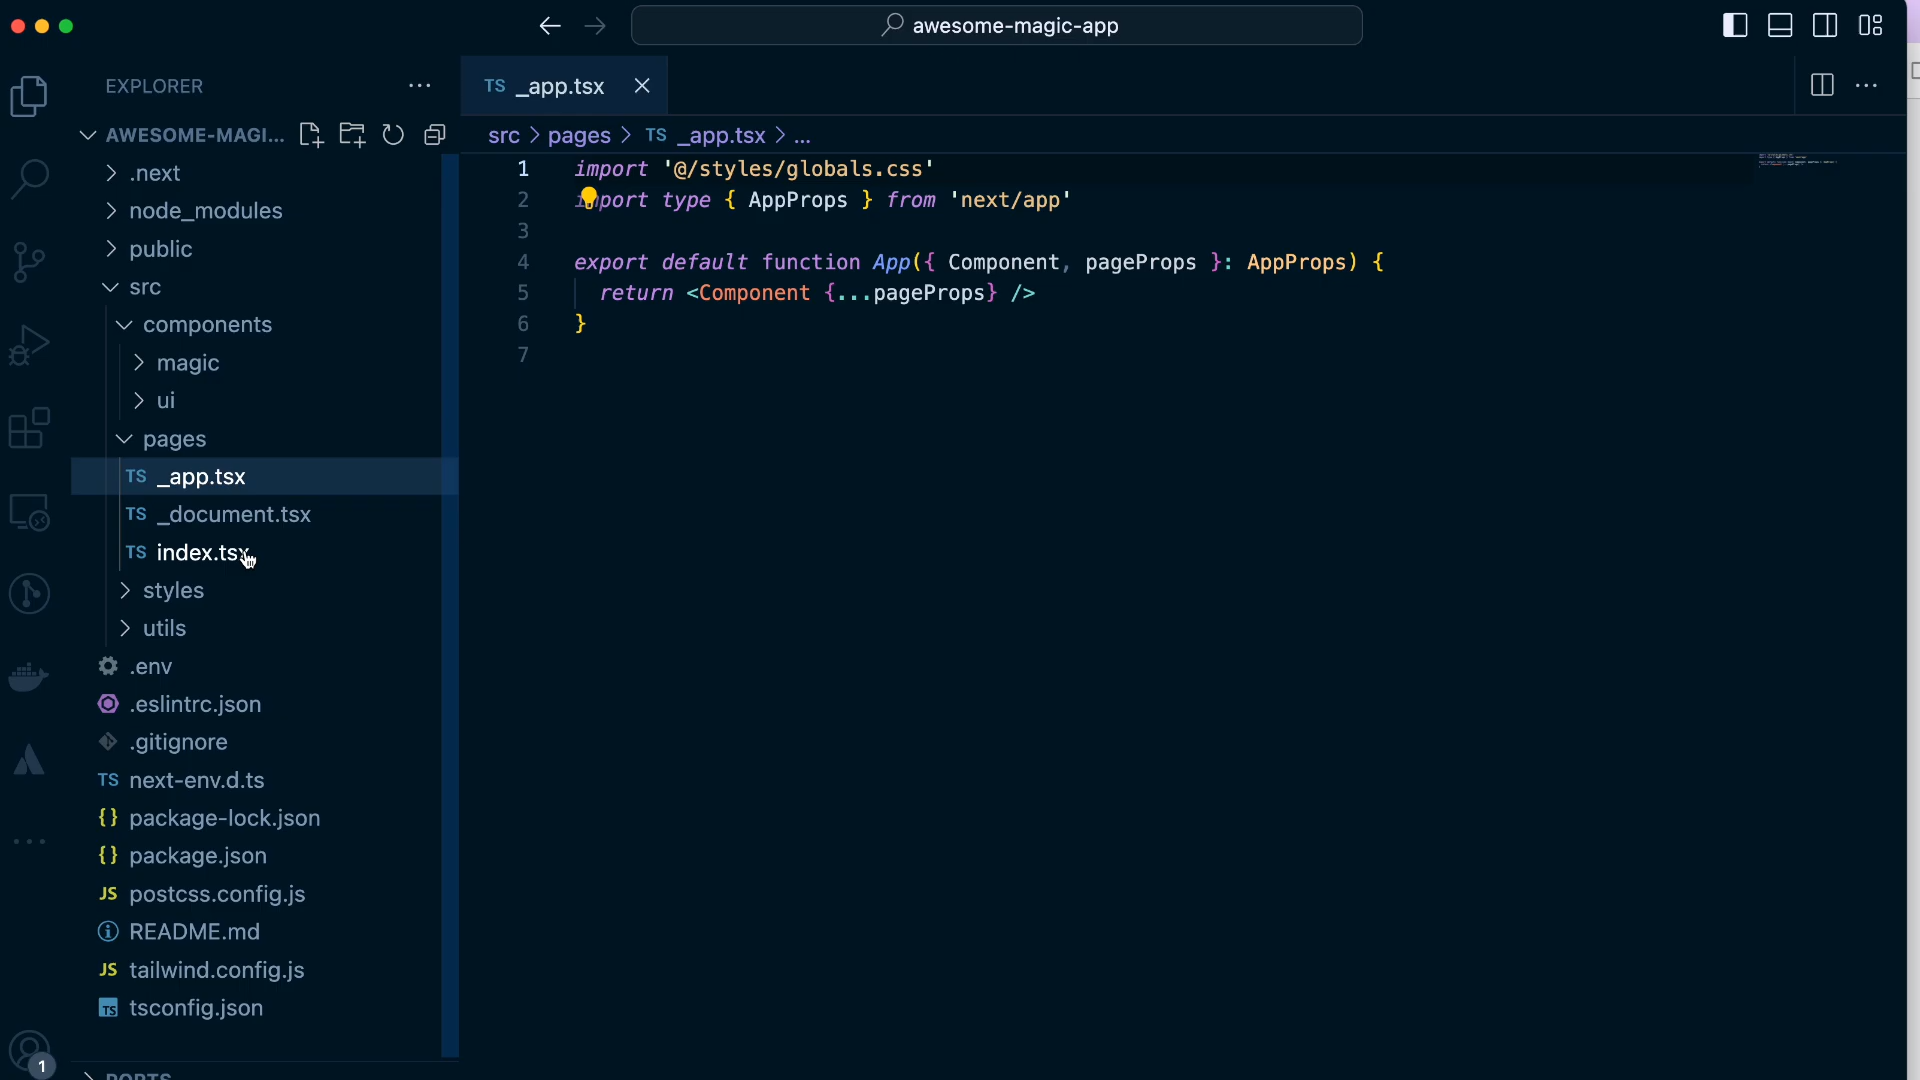 awesome-magic-app
EXPLORER
TS _app.tsx
AWESOME-MAGI...
src > pages > TS _app.tsx > ...
.next
node_modules
public
src
components
magic
ui
pages
TS _app.tsx
TS _document.tsx
TS index.tsx
styles
utils
.env
.eslintrc.json
.gitignore
TS next-env.d.ts
{} package-lock.json
{} package.json
JS postcss.config.js
README.md
JS tailwind.config.js
TS tsconfig.json
1
PORTS
1 import '@/styles/globals.css'
2 import type { AppProps } from 'next/app'
3
4 export default function App({ Component, pageProps }: AppProps) {
5 return <Component {...pageProps} />
6 }
7